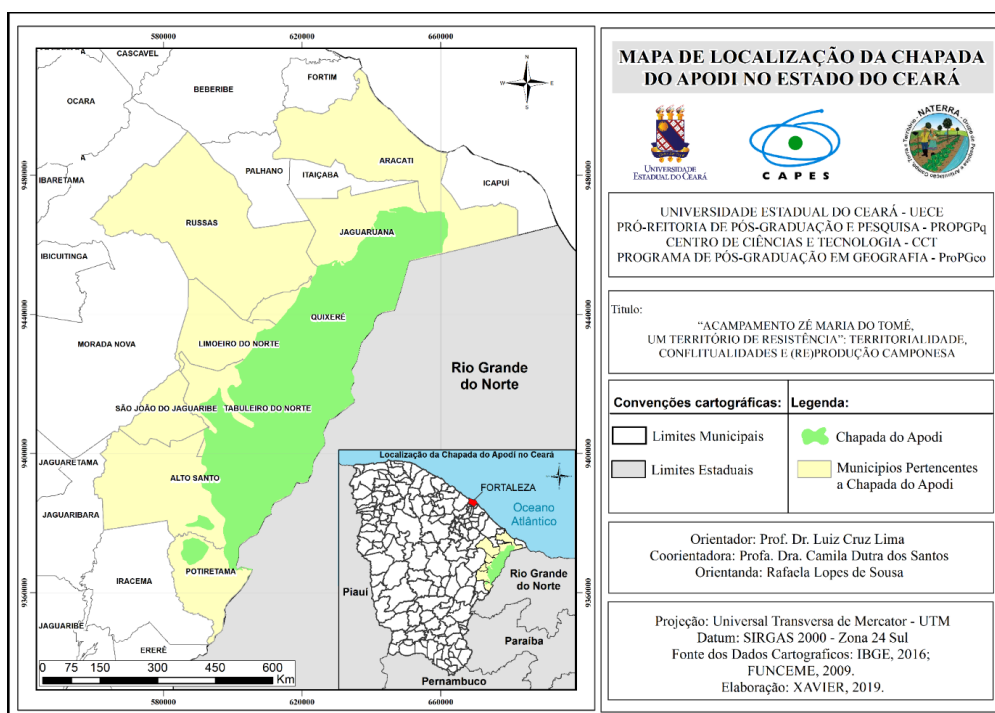 580000
620000
660000
CASCAVEL
BEBERIBE
FORTIM
OCARA
ARACATI
PALHANO
ITAIÇABA
ICAPUÍ
IBARETAMA
RUSSAS
JAGUARUANA
IBICUITINGA
QUIXERÉ
MORADA NOVA
LIMOEIRO DO NORTE
SÃO JOÃO DO JAGUARIBE
TABULEIRO DO NORTE
JAGUARETAMA
ALTO SANTO
JAGUARIBARA
POTIRETAMA
IRACEMA
JAGUARIBE
ERERÊ
Rio Grande
do Norte
9480000
9440000
9400000
9360000
9480000
9440000
9400000
9360000
N
W
E
S
0 75 150 300 450 600
Km
580000
620000
660000
Localização da Chapada do Apodi no Ceará
FORTALEZA
Oceano
Atlântico
Piauí
Rio Grande
do Norte
Paraíba
Pernambuco
MAPA DE LOCALIZAÇÃO DA CHAPADA
DO APODI NO ESTADO DO CEARÁ
UNIVERSIDADE
ESTADUAL DO CEARÁ
CAPES
NATERRA
UNIVERSIDADE ESTADUAL DO CEARÁ - UECE
PRÓ-REITORIA DE PÓS-GRADUAÇÃO E PESQUISA - PROPGPq
CENTRO DE CIÊNCIAS E TECNOLOGIA - CCT
PROGRAMA DE PÓS-GRADUAÇÃO EM GEOGRAFIA - ProPGeo
Titulo:
“ACAMPAMENTO ZÉ MARIA DO TOMÉ,
UM TERRITÓRIO DE RESISTÊNCIA”: TERRITORIALIDADE,
CONFLITUALIDADES E (RE)PRODUÇÃO CAMPONESA
Convenções cartográficas:
Limites Municipais
Limites Estaduais
Legenda:
Chapada do Apodi
Municipios Pertencentes
a Chapada do Apodi
Orientador: Prof. Dr. Luiz Cruz Lima
Coorientadora: Profa. Dra. Camila Dutra dos Santos
Orientanda: Rafaela Lopes de Sousa
Projeção: Universal Transversa de Mercator - UTM
Datum: SIRGAS 2000 - Zona 24 Sul
Fonte dos Dados Cartograficos: IBGE, 2016;
FUNCEME, 2009.
Elaboração: XAVIER, 2019.